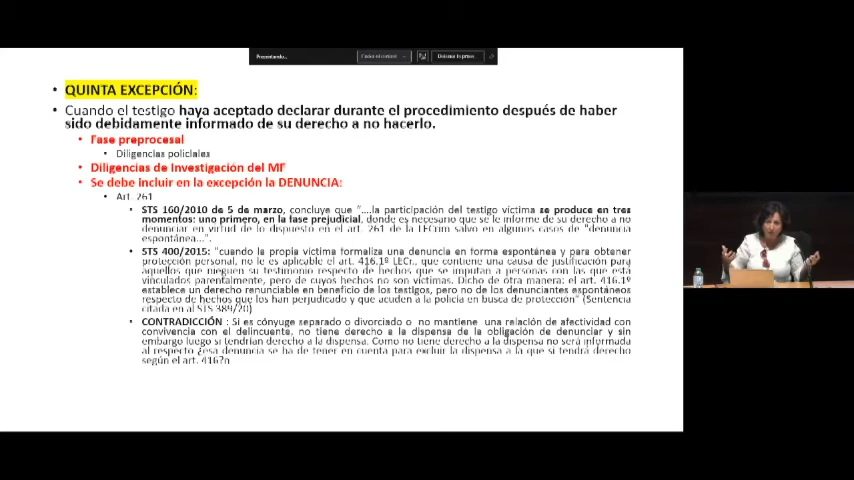 Presentando...
QUINTA EXCEPCIÓN:
Cuando el testigo haya aceptado declarar durante el procedimiento después de haber
sido debidamente informado de su derecho a no hacerlo.
Fase preprocesal
Diligencias policiales
Diligencias de Investigación del MF
Se debe incluir en la excepción la DENUNCIA:
Art. 261
STS 160/2010 de 5 de marzo, concluye que "....la participación del testigo víctima se produce en tres
momentos: uno primero, en la fase prejudicial, donde es necesario que se le informe de su derecho a no
denunciar en virtud de lo dispuesto en el art. 261 de la LECrim salvo en algunos casos de "denuncia
espontánea...".
STS 400/2015: "cuando la propia víctima formaliza una denuncia en forma espontánea y para obtener
protección personal, no le es aplicable el art. 416.1º LECr., que contiene una causa de justificación para
aquellos que nieguen su testimonio respecto de hechos que se imputan a personas con las que está
vinculados parentalmente, pero de cuyos hechos no son víctimas. Dicho de otra manera: el art. 416.1º
establece un derecho renunciable en beneficio de los testigos, pero no de los denunciantes espontáneos
respecto de hechos que los han perjudicado y que acuden a la policía en busca de protección" (Sentencia
citada en al STS 389/20)
CONTRADICCIÓN : Si es cónyuge separado o divorciado o no mantiene una relación de afectividad con
convivencia con el delincuente, no tiene derecho a la dispensa de la obligación de denunciar y sin
embargo luego si tendrían derecho a la dispensa. Como no tiene derecho a la dispensa no será informada
al respecto ¿esa denuncia se ha de tener en cuenta para excluir la dispensa a la que si tendrá derecho
según el art. 416?n